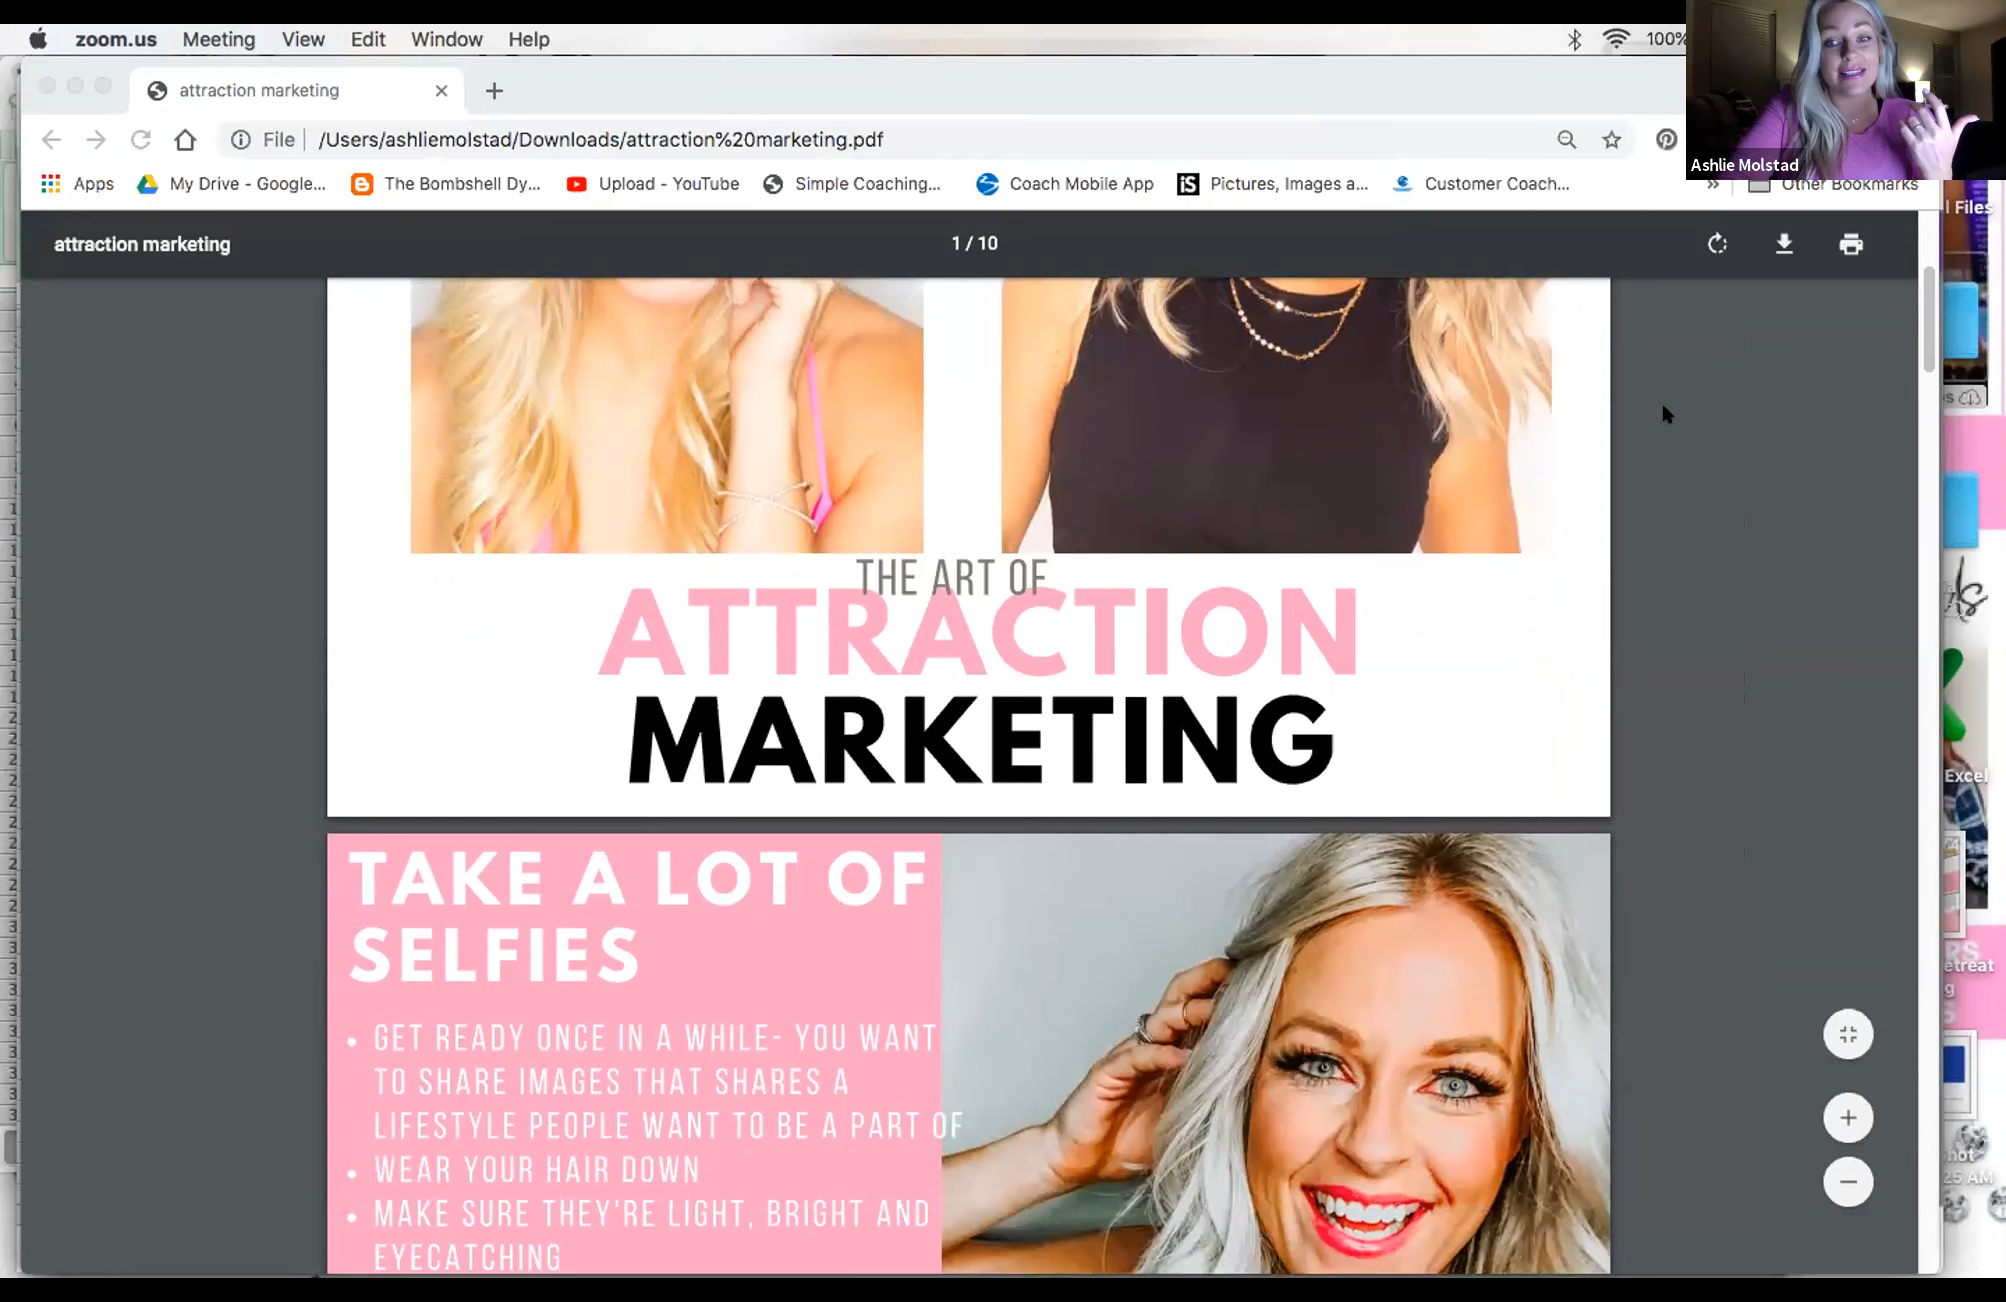 zoom.us Meeting View Edit Window Help 100%
attraction marketing
File /Users/ashliemolstad/Downloads/attraction%20marketing.pdf
Ashlie Molstad
Apps My Drive - Google... The Bombshell Dy... Upload - YouTube Simple Coaching... Coach Mobile App Pictures, Images a... Customer Coach... » Other Bookmarks
l Files
attraction marketing 1 / 10
THE ART OF
ATTRACTION
MARKETING
Excel
TAKE A LOT OF
SELFIES
etreat
• GET READY ONCE IN A WHILE- YOU WANT
TO SHARE IMAGES THAT SHARES A
LIFESTYLE PEOPLE WANT TO BE A PART OF
• WEAR YOUR HAIR DOWN
• MAKE SURE THEY'RE LIGHT, BRIGHT AND
EYECATCHING
hot
25 AM